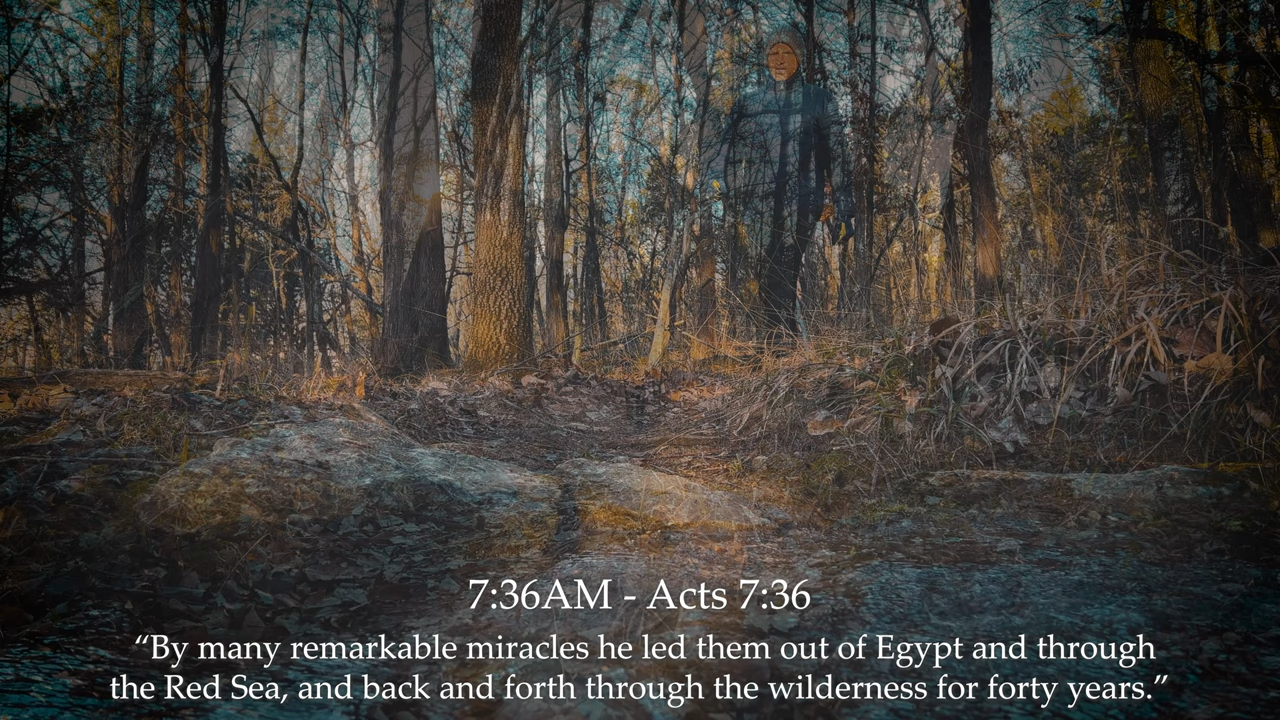 7:36AM - Acts 7:36
“By many remarkable miracles he led them out of Egypt and through
the Red Sea, and back and forth through the wilderness for forty years.”